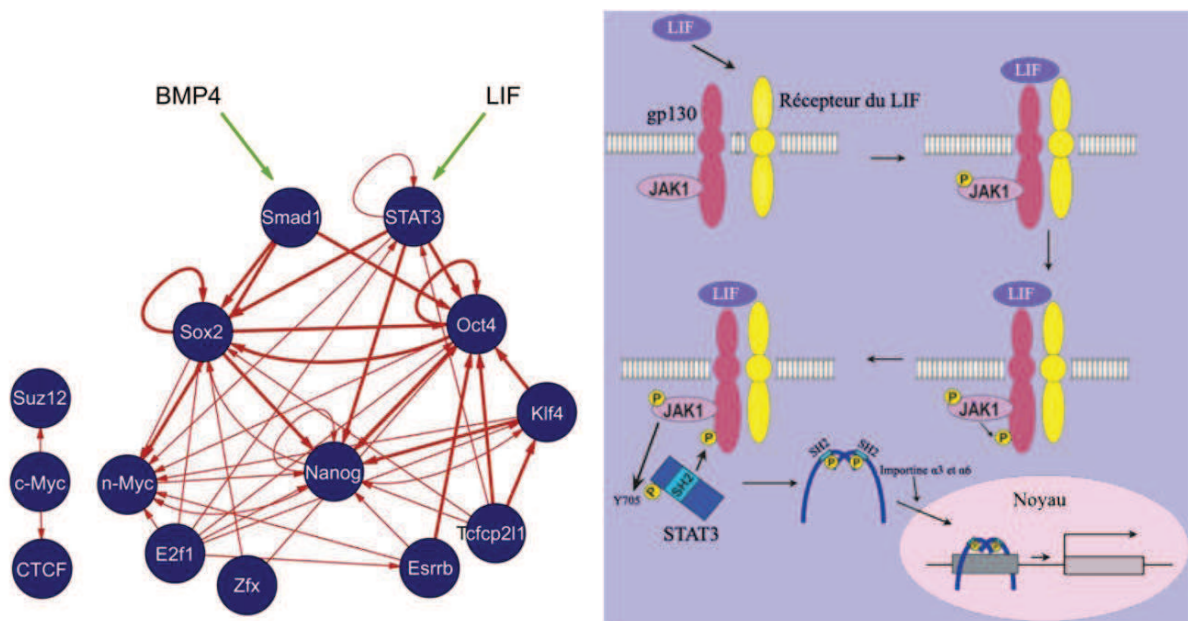 BMP4
LIF
Smad1
STAT3
Sox2
Oct4
Suz12
Klf4
c-Myc
n-Myc
Nanog
Tcfcp2l1
CTCF
E2f1
Zfx
Esrrb
LIF
Récepteur du LIF
gp130
JAK1
LIF
P
JAK1
LIF
P
JAK1
P
LIF
P
JAK1
P
Y705
P
SH2
STAT3
SH2
SH2
P
P
Importine α3 et α6
Noyau
P
P